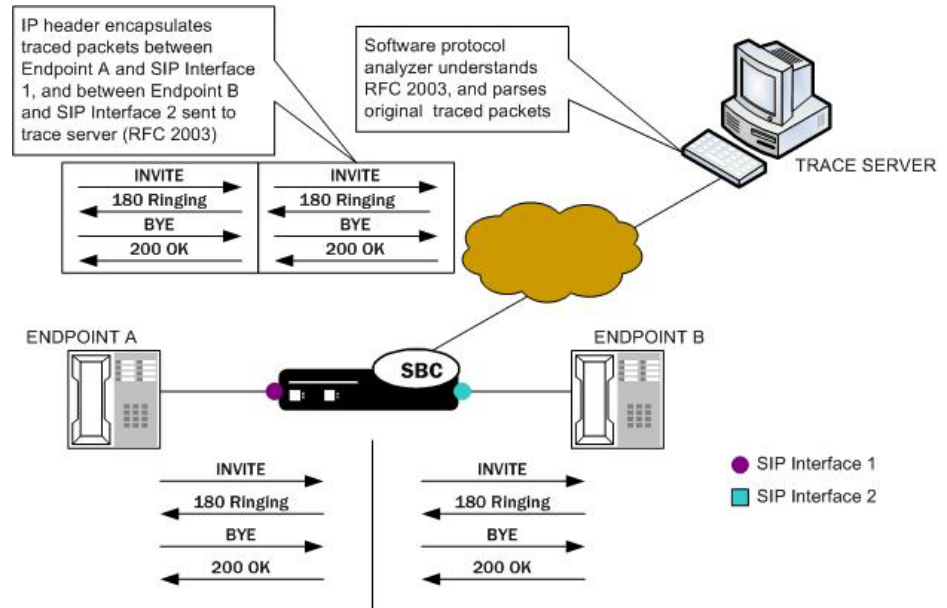 IP header encapsulates
traced packets between
Endpoint A and SIP Interface
1, and between Endpoint B
and SIP Interface 2 sent to
trace server (RFC 2003)
Software protocol
analyzer understands
RFC 2003, and parses
original traced packets
TRACE SERVER
INVITE
180 Ringing
BYE
200 OK
INVITE
180 Ringing
BYE
200 OK
ENDPOINT A
SBC
ENDPOINT B
INVITE
180 Ringing
BYE
200 OK
INVITE
180 Ringing
BYE
200 OK
SIP Interface 1
SIP Interface 2